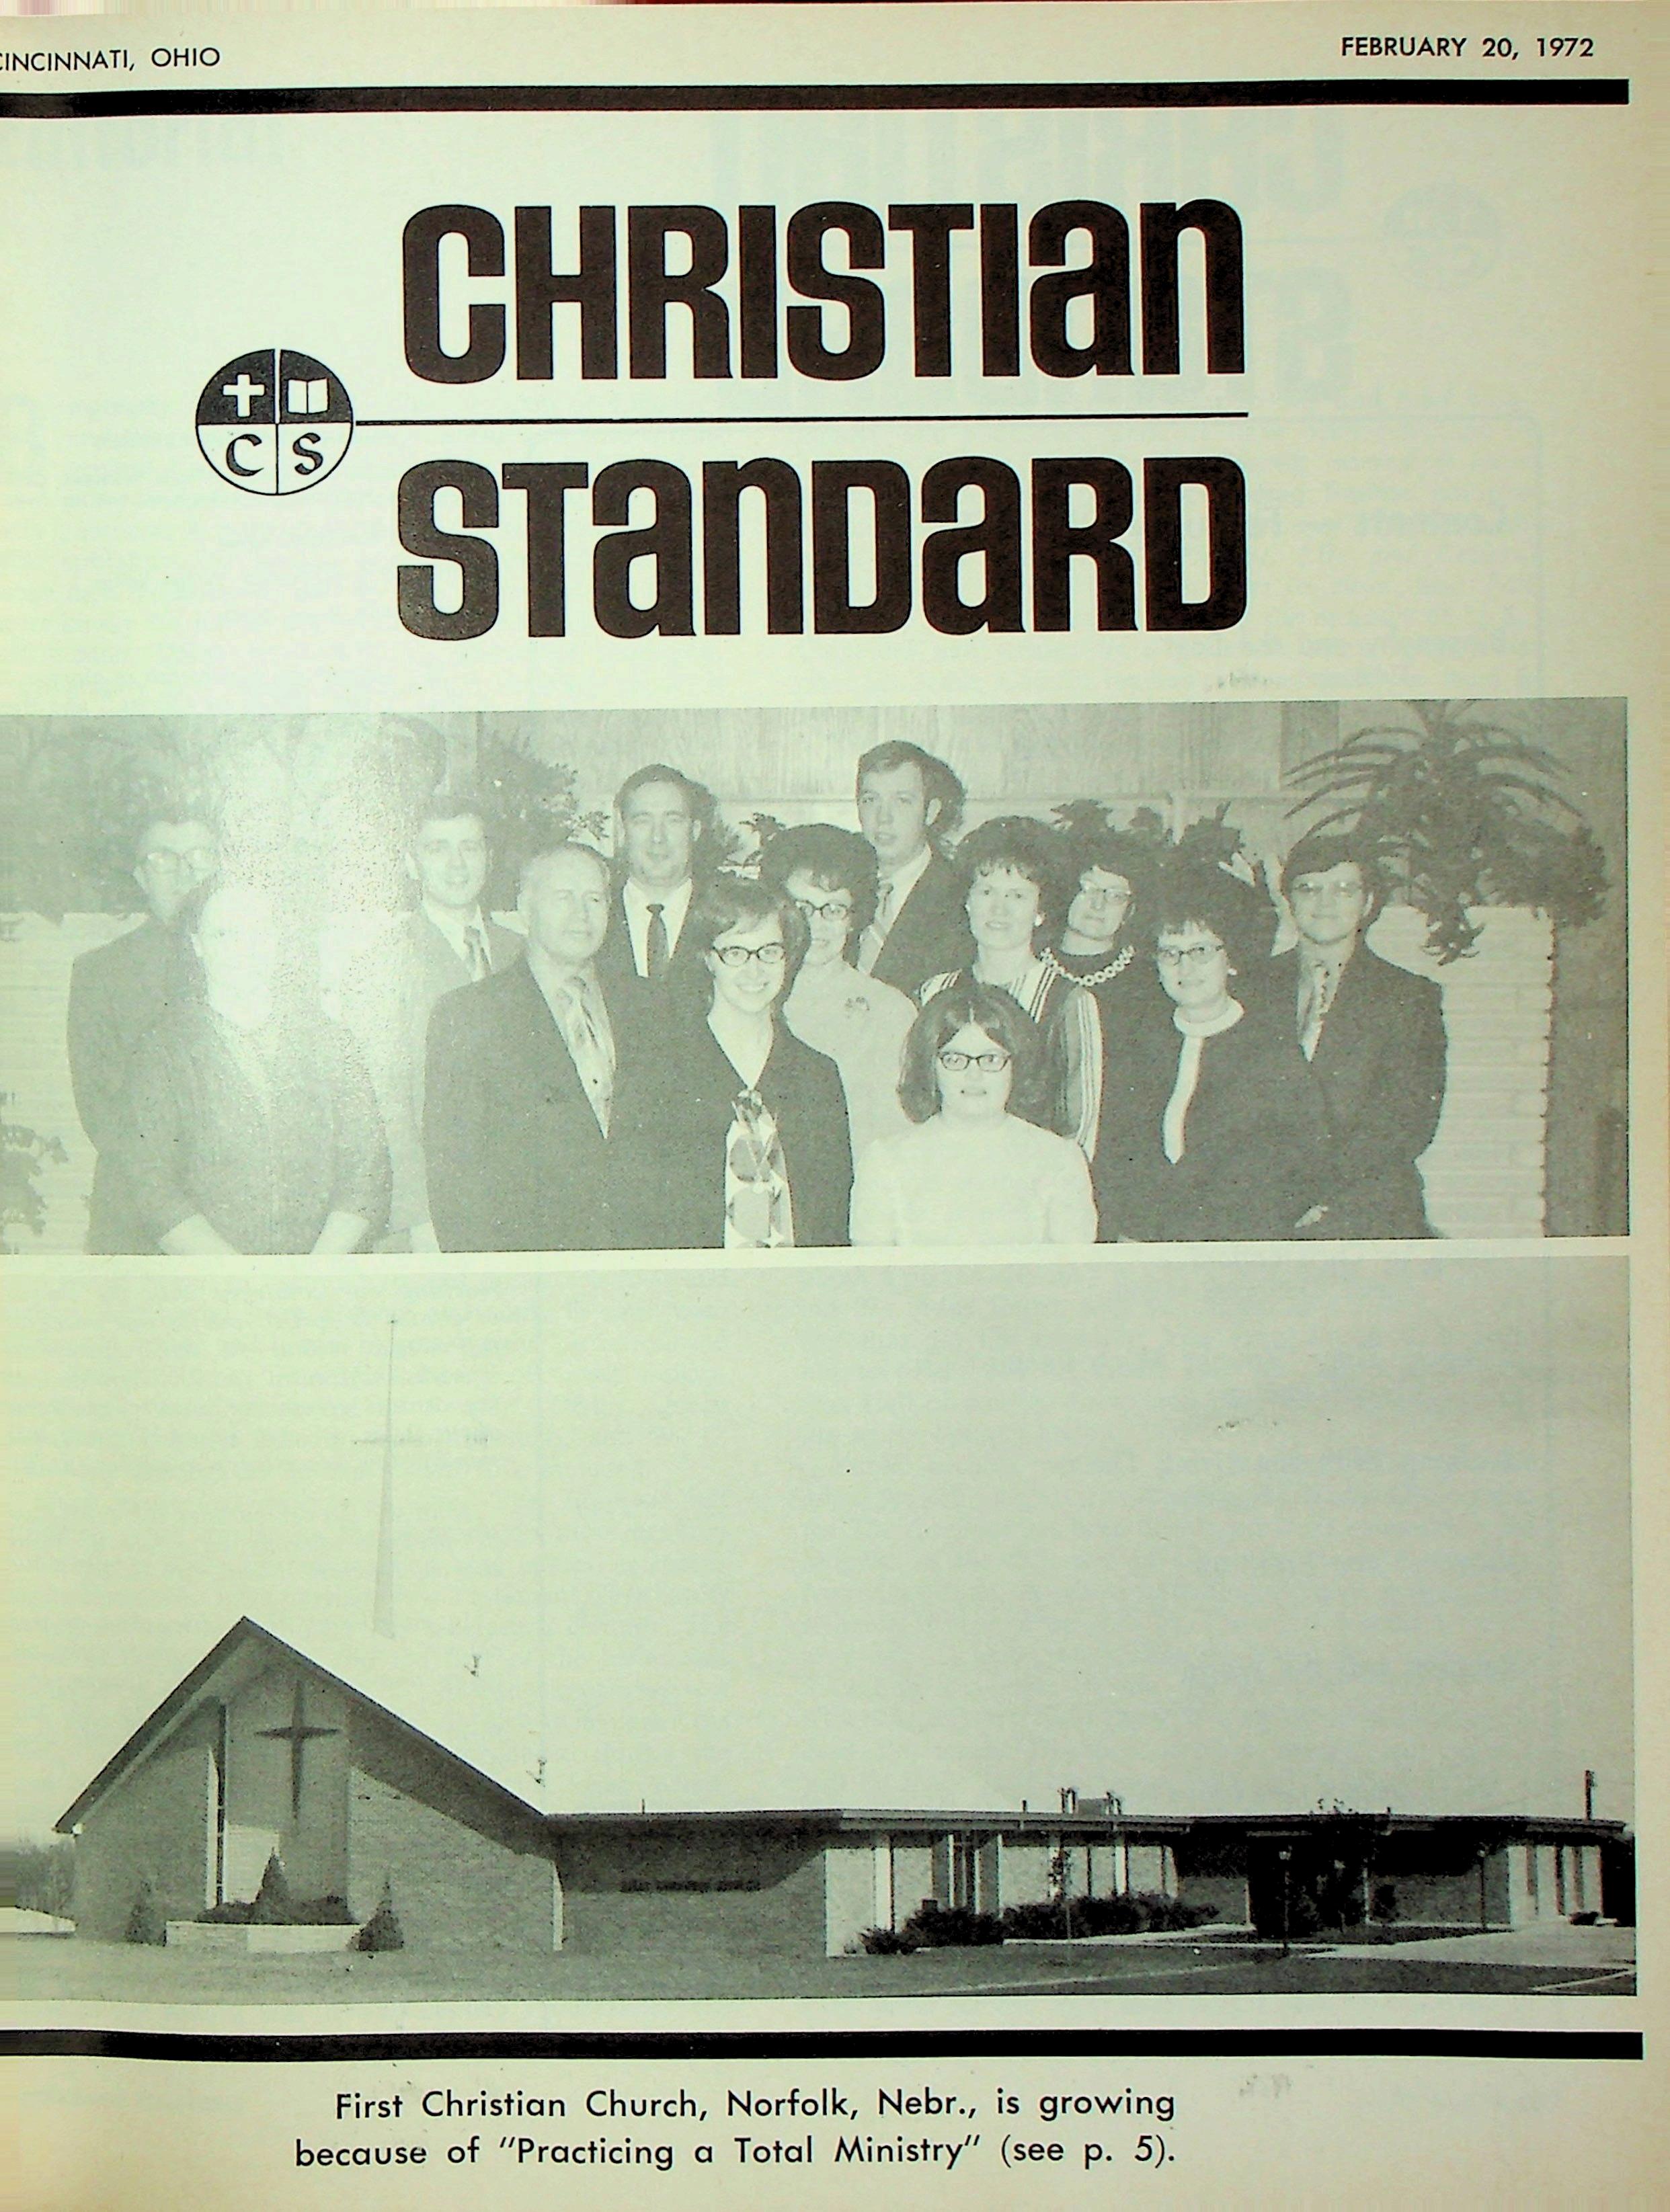 CINCINNATI, OHIO
FEBRUARY 20, 1972
CHRISTIan
C S
STanDaRD
First Christian Church, Norfolk, Nebr., is growing
because of "Practicing a Total Ministry" (see p. 5).